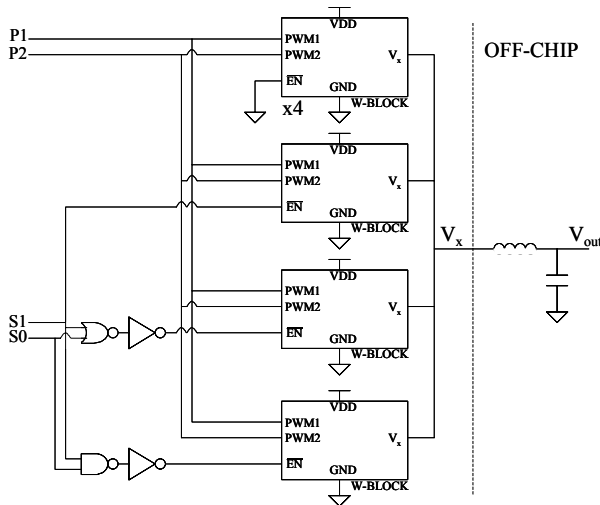 P1
P2
VDD
PWM1
PWM2
Vx
EN
GND
x4
W-BLOCK
OFF-CHIP
VDD
PWM1
PWM2
Vx
EN
GND
W-BLOCK
Vx
Vout
VDD
PWM1
PWM2
Vx
S1
S0
EN
GND
W-BLOCK
VDD
PWM1
PWM2
Vx
EN
GND
W-BLOCK